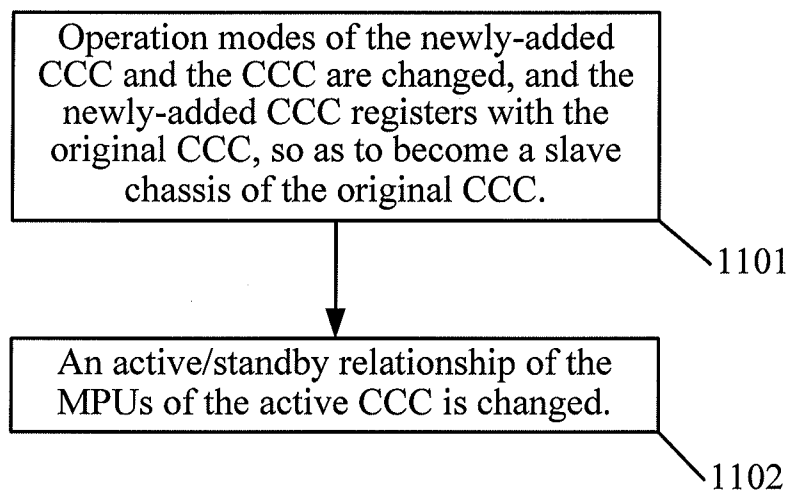 Operation modes of the newly-added
CCC and the CCC are changed, and the
newly-added CCC registers with the
original CCC, so as to become a slave
chassis of the original CCC.
1101
An active/standby relationship of the
MPUs of the active CCC is changed.
1102